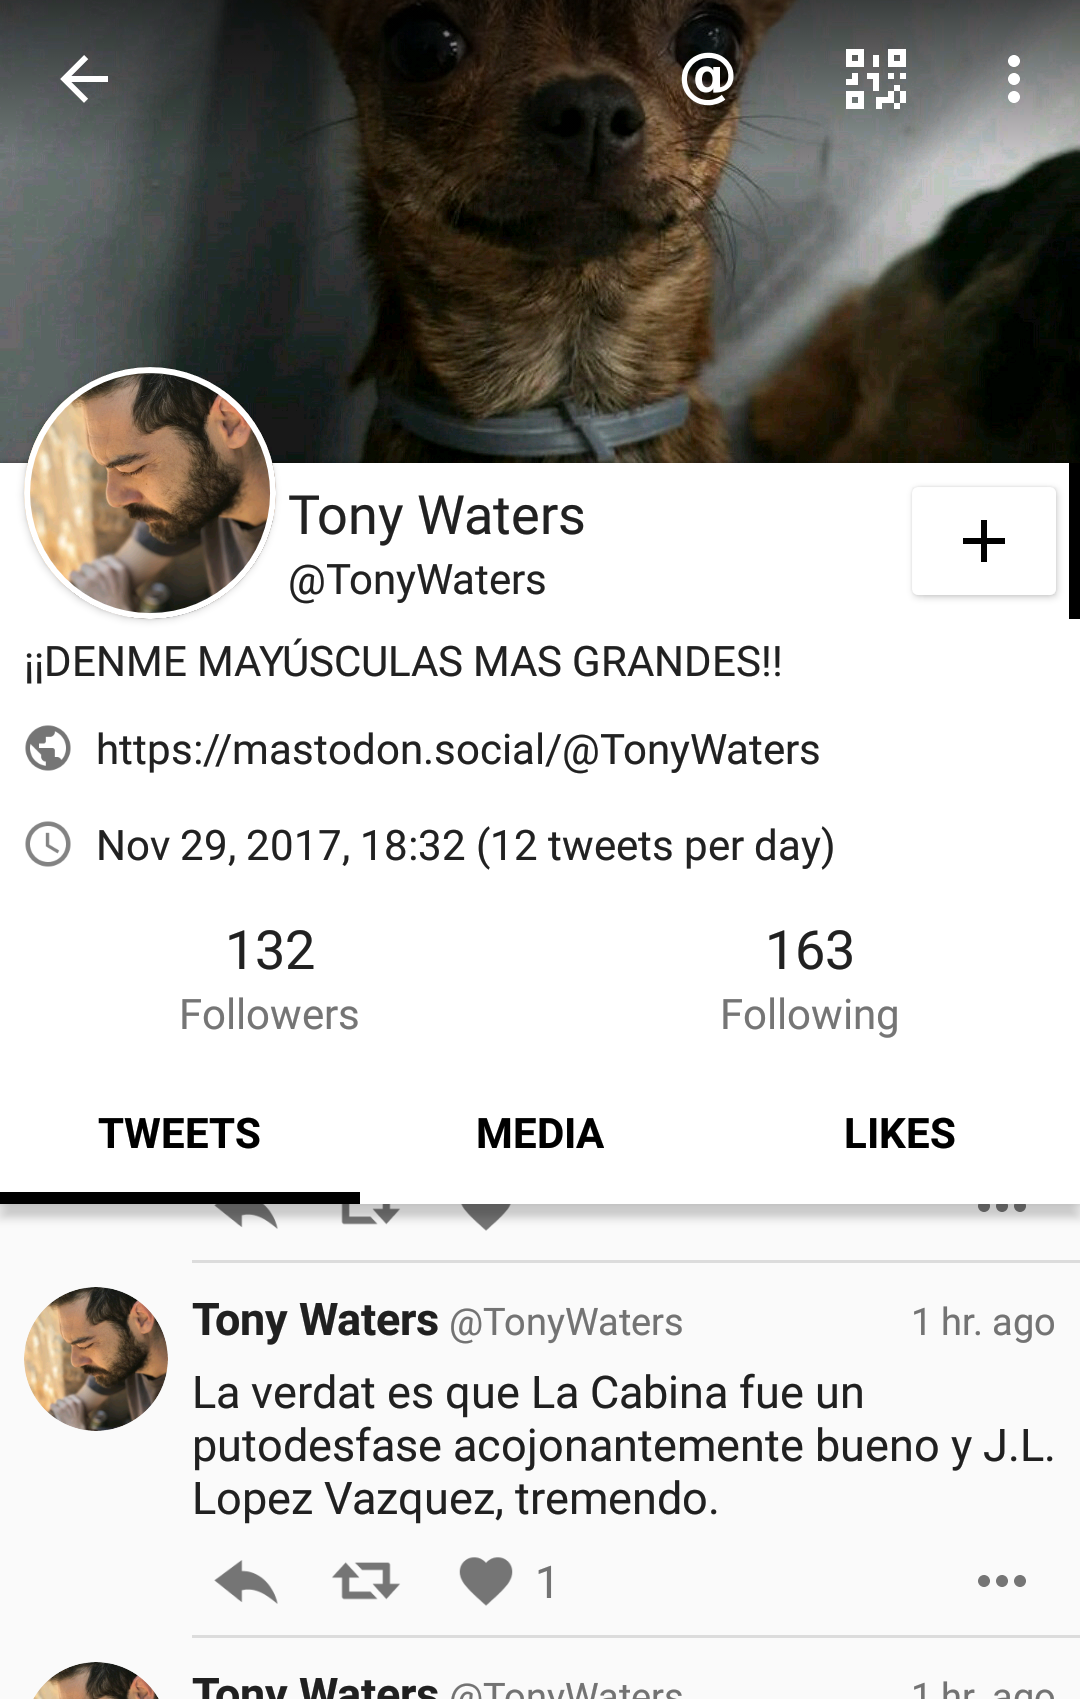 Tony Waters
@TonyWaters
¡¡DENME MAYÚSCULAS MAS GRANDES!!
https://mastodon.social/@TonyWaters
Nov 29, 2017, 18:32 (12 tweets per day)
132
Followers
163
Following
TWEETS
MEDIA
LIKES
Tony Waters @TonyWaters 1 hr. ago
La verdat es que La Cabina fue un
putodesfase acojonantemente bueno y J.L.
Lopez Vazquez, tremendo.
1
Tony Waters @TonyWaters 1 hr. ago